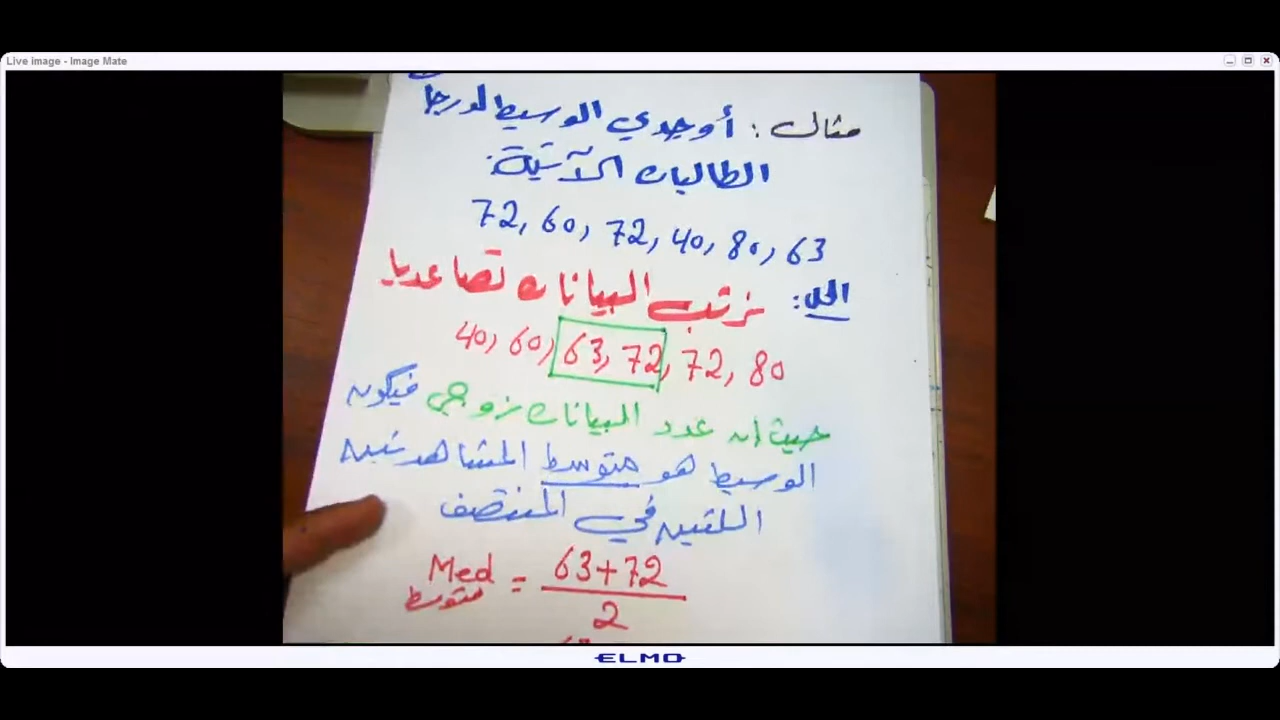 Live image - Image Mate
مثال : أوجدي الوسيط لدرجا
الطالبات الآتية:
72, 60, 72, 40, 80, 63
الحل: نرتب البيانات تصاعديا
40, 60, 63, 72, 72, 80
حيث ان عدد البيانات زوجي فيكون
الوسيط هو متوسط المشاهدتين
اللتين في المنتصف
Med = 63+72
متوسط 2
ELMO